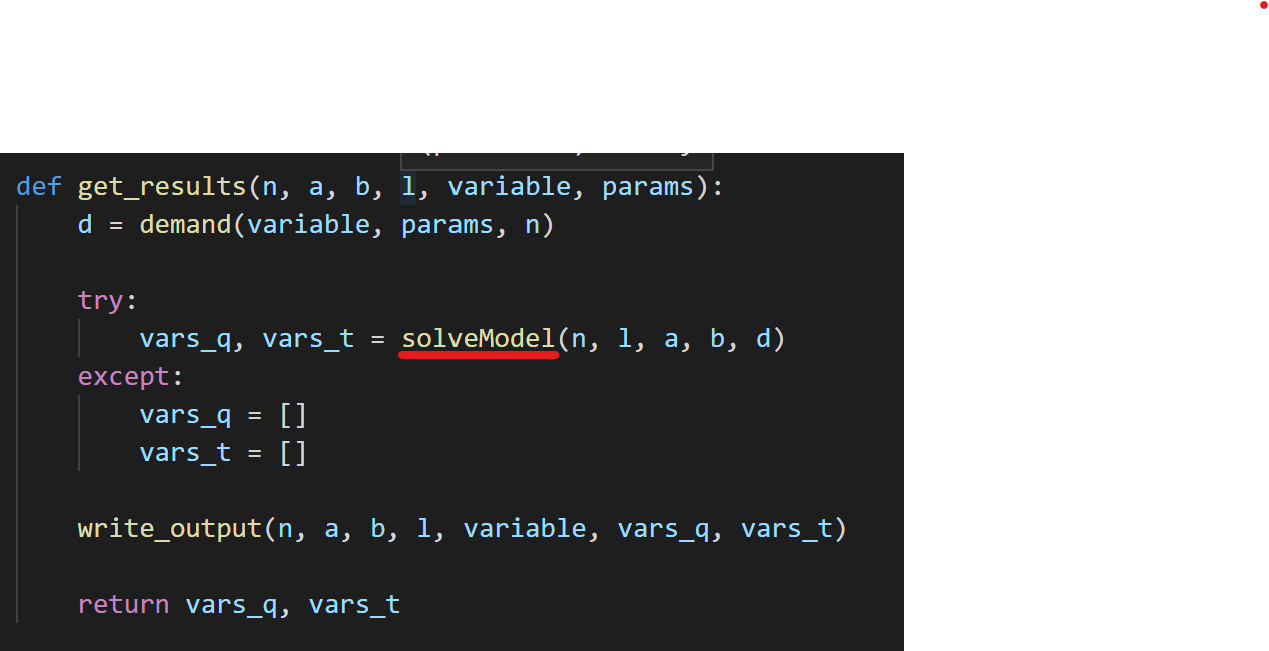 def get_results(n, a, b, l, variable, params):
d = demand(variable, params, n)
try:
vars_q, vars_t = solveModel(n, l, a, b, d)
except:
vars_q = []
vars_t = []
write_output(n, a, b, l, variable, vars_q, vars_t)
return vars_q, vars_t